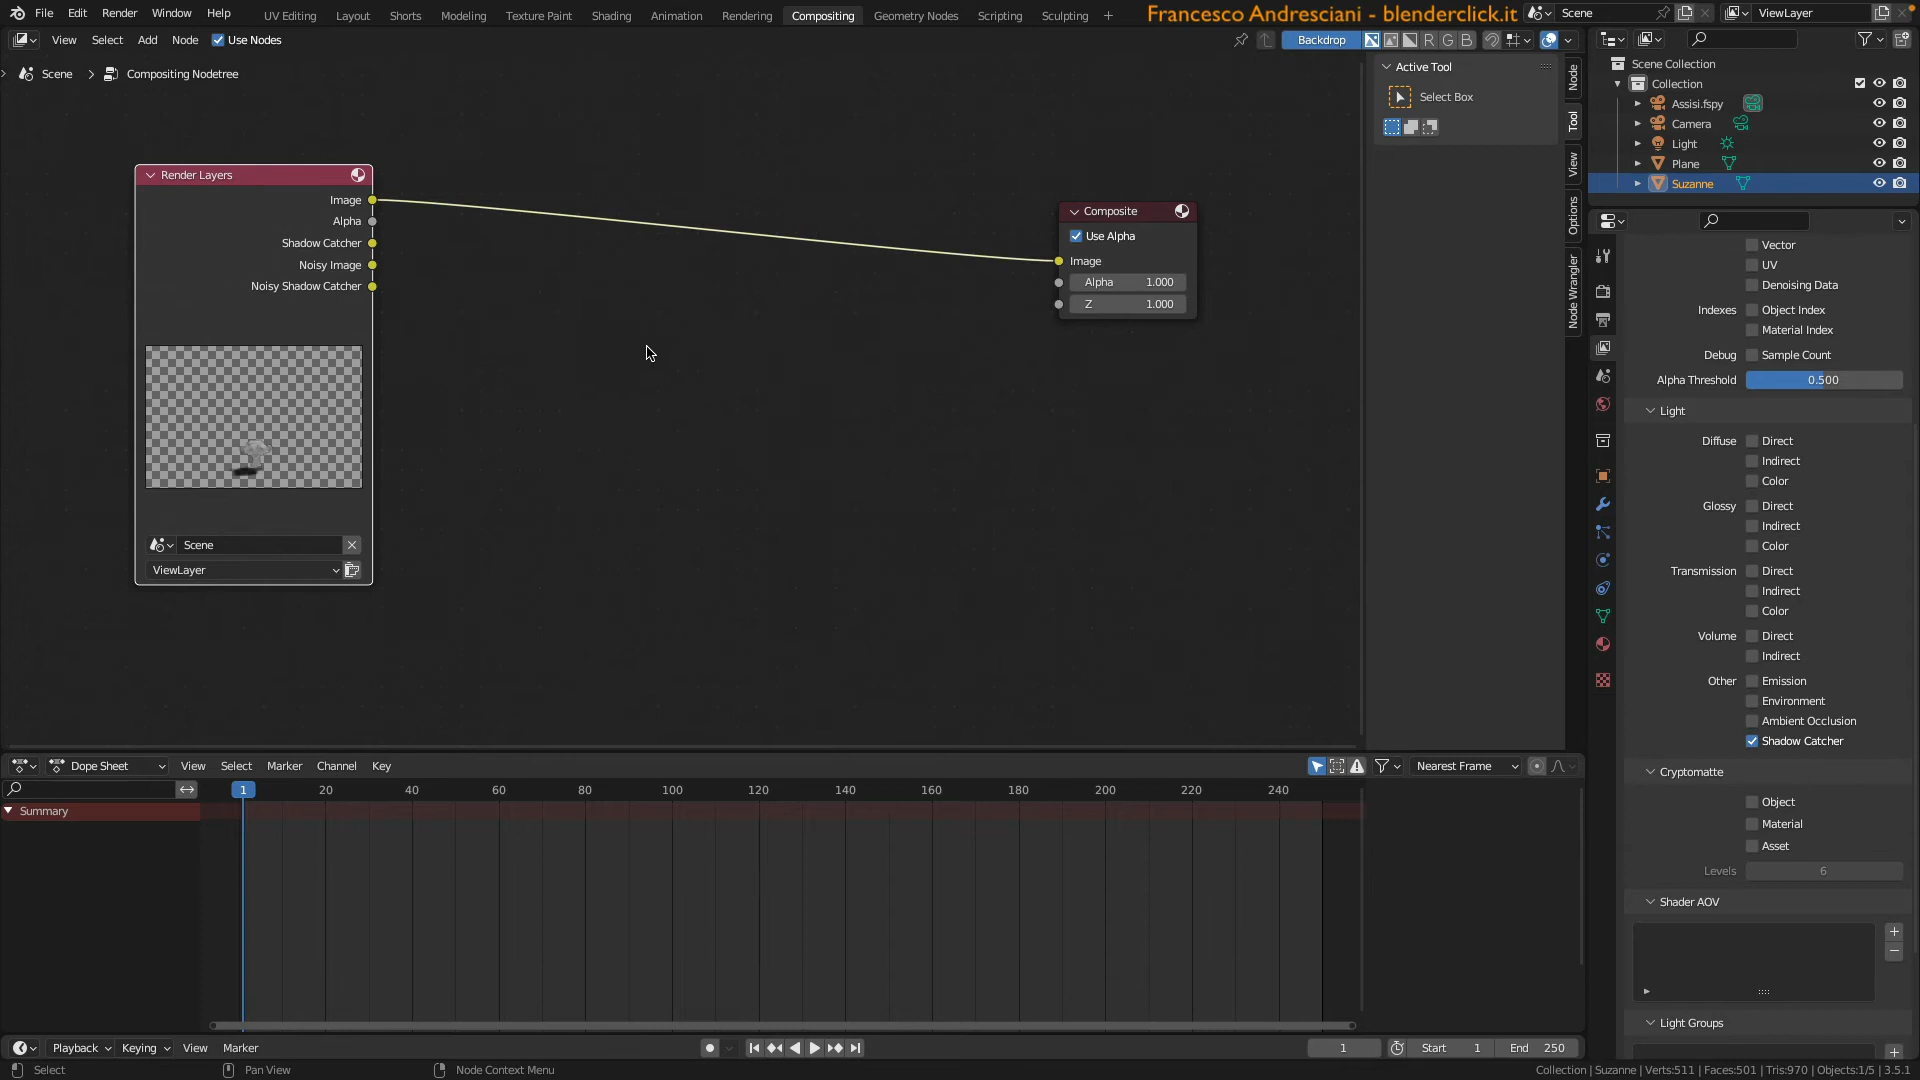 File Edit Render Window Help UV Editing Layout Shorts Modeling Texture Paint Shading Animation Rendering Compositing Geometry Nodes Scripting Sculpting + Francesco Andresciani - blenderclick.it Scene ViewLayer
View Select Add Node Use Nodes Backdrop R G B
Scene > Compositing Nodetree
Render Layers
Image
Alpha
Shadow Catcher
Noisy Image
Noisy Shadow Catcher
Scene
ViewLayer
Composite
Use Alpha
Image
Alpha 1.000
Z 1.000
Active Tool
Select Box
Node
Tool
View
Options
Node Wrangler
Scene Collection
Collection
Assisi.fspy
Camera
Light
Plane
Suzanne
Vector
UV
Denoising Data
Indexes Object Index
Material Index
Debug Sample Count
Alpha Threshold 0.500
Light
Diffuse Direct
Indirect
Color
Glossy Direct
Indirect
Color
Transmission Direct
Indirect
Color
Volume Direct
Indirect
Other Emission
Environment
Ambient Occlusion
Shadow Catcher
Cryptomatte
Object
Material
Asset
Levels 6
Shader AOV
Light Groups
Dope Sheet View Select Marker Channel Key Nearest Frame
1 20 40 60 80 100 120 140 160 180 200 220 240
Summary
Playback Keying View Marker 1 Start 1 End 250
Select Pan View Node Context Menu Collection | Suzanne | Verts:511 | Faces:501 | Tris:970 | Objects:1/5 | 3.5.1